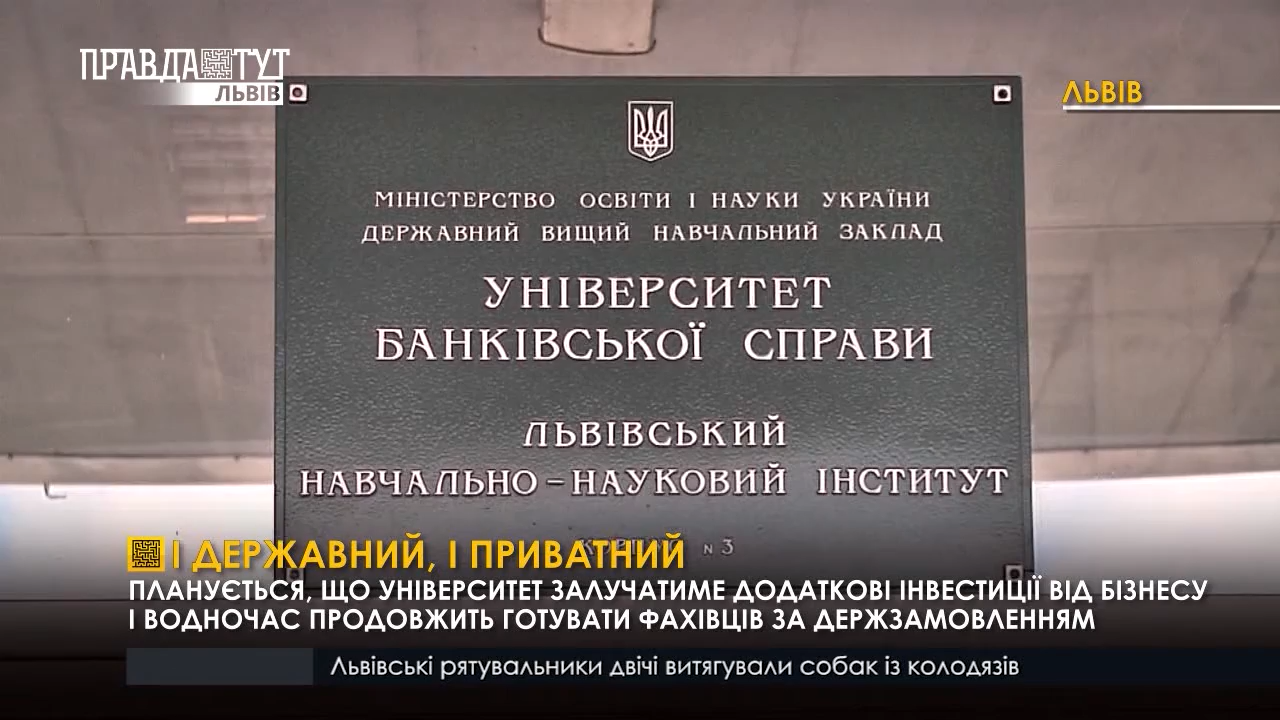 ПРАВДА ТУТ
ЛЬВІВ
ЛЬВІВ
МІНІСТЕРСТВО ОСВІТИ І НАУКИ УКРАЇНИ
ДЕРЖАВНИЙ ВИЩИЙ НАВЧАЛЬНИЙ ЗАКЛАД
УНІВЕРСИТЕТ
БАНКІВСЬКОЇ СПРАВИ
ЛЬВІВСЬКИЙ
НАВЧАЛЬНО – НАУКОВИЙ ІНСТИТУТ
КОРПУС N 3
І ДЕРЖАВНИЙ, І ПРИВАТНИЙ
ПЛАНУЄТЬСЯ, ЩО УНІВЕРСИТЕТ ЗАЛУЧАТИМЕ ДОДАТКОВІ ІНВЕСТИЦІЇ ВІД БІЗНЕСУ
І ВОДНОЧАС ПРОДОВЖИТЬ ГОТУВАТИ ФАХІВЦІВ ЗА ДЕРЖЗАМОВЛЕННЯМ
Львівські рятувальники двічі витягували собак із колодязів